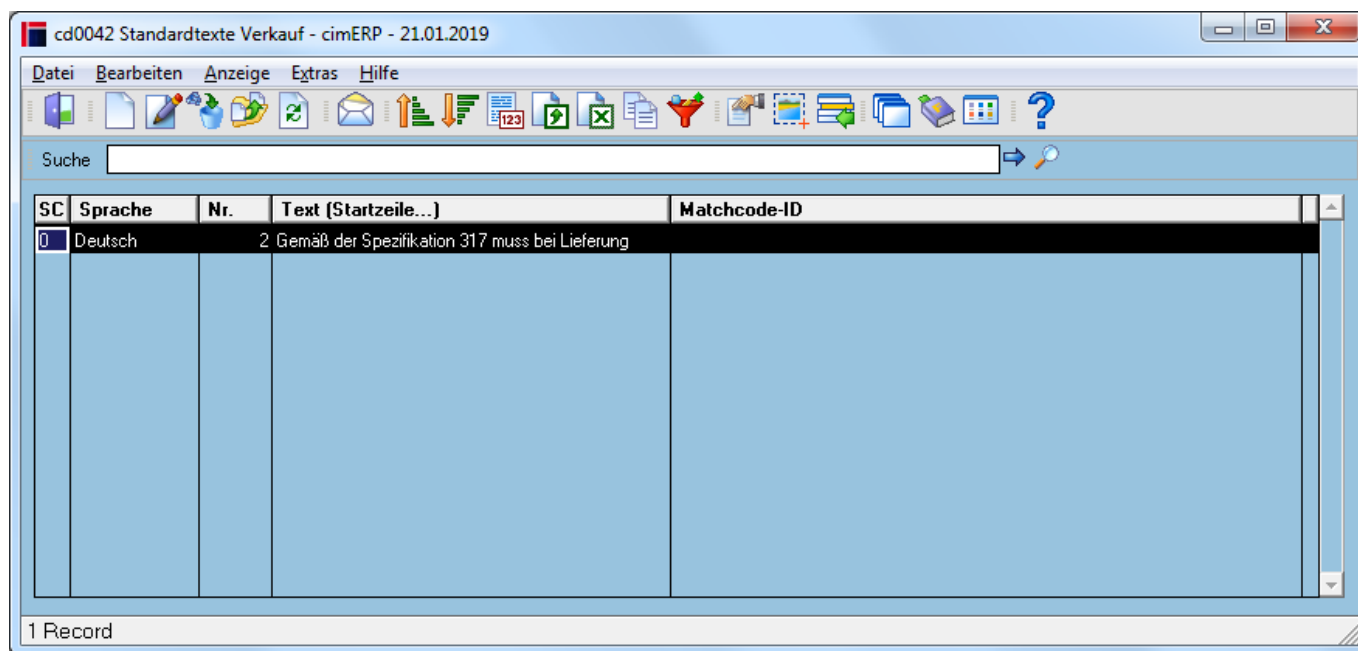 cd0042 Standardtexte Verkauf - cimERP - 21.01.2019
Datei Bearbeiten Anzeige Extras Hilfe
123
Suche
SC Sprache Nr. Text (Startzeile...) Matchcode-ID
0 Deutsch 2 Gemäß der Spezifikation 317 muss bei Lieferung
1 Record